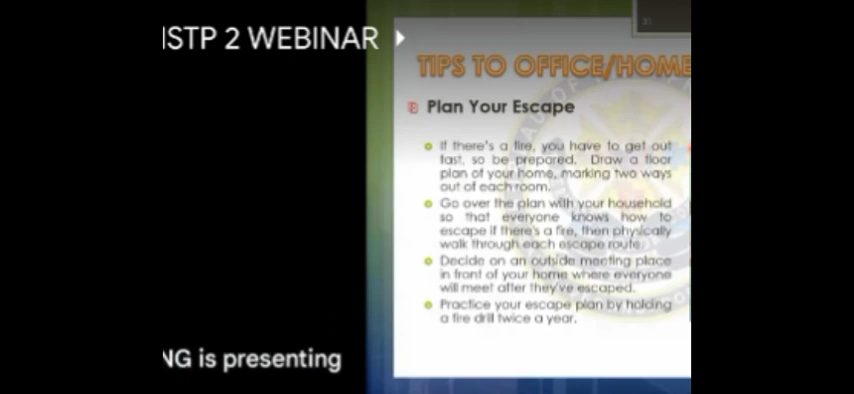 ISTP 2 WEBINAR
31
TIPS TO OFFICE/HOME
Plan Your Escape
If there's a fire, you have to get out
fast, so be prepared. Draw a floor
plan of your home, marking two ways
out of each room.
Go over the plan with your household
so that everyone knows how to
escape if there's a fire, then physically
walk through each escape route.
Decide on an outside meeting place
in front of your home where everyone
will meet after they've escaped.
Practice your escape plan by holding
a fire drill twice a year.
NG is presenting